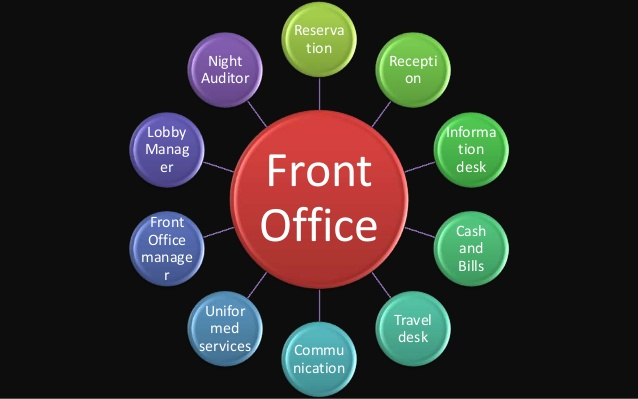 Reserva
tion
Recepti
on
Informa
tion
desk
Cash
and
Bills
Travel
desk
Commu
nication
Unifor
med
services
Front
Office
manage
r
Lobby
Manag
er
Night
Auditor
Front
Office